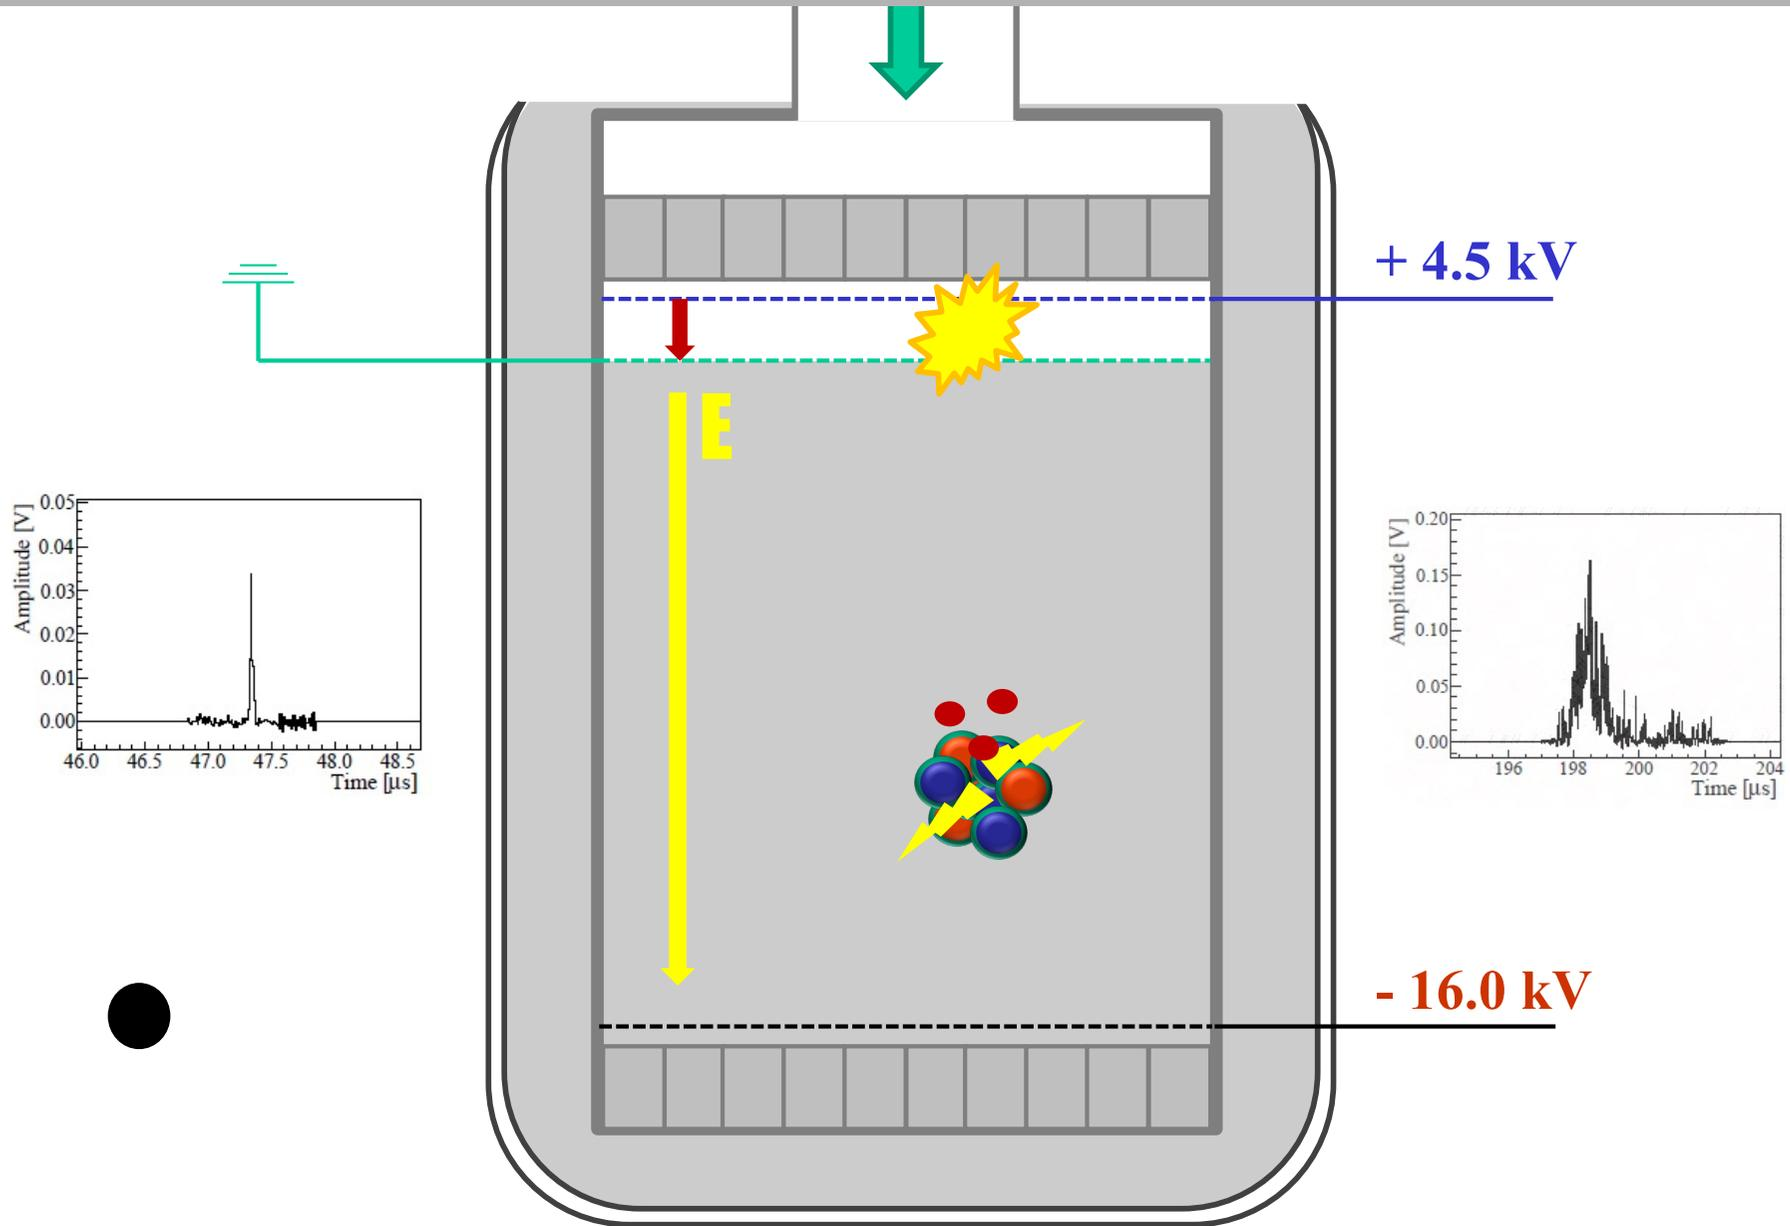 + 4.5 kV
E
Amplitude [V]
0.05
0.04
0.03
0.02
0.01
0.00
46.0 46.5 47.0 47.5 48.0 48.5
Time [μs]
Amplitude [V]
0.20
0.15
0.10
0.05
0.00
196 198 200 202 204
Time [μs]
- 16.0 kV